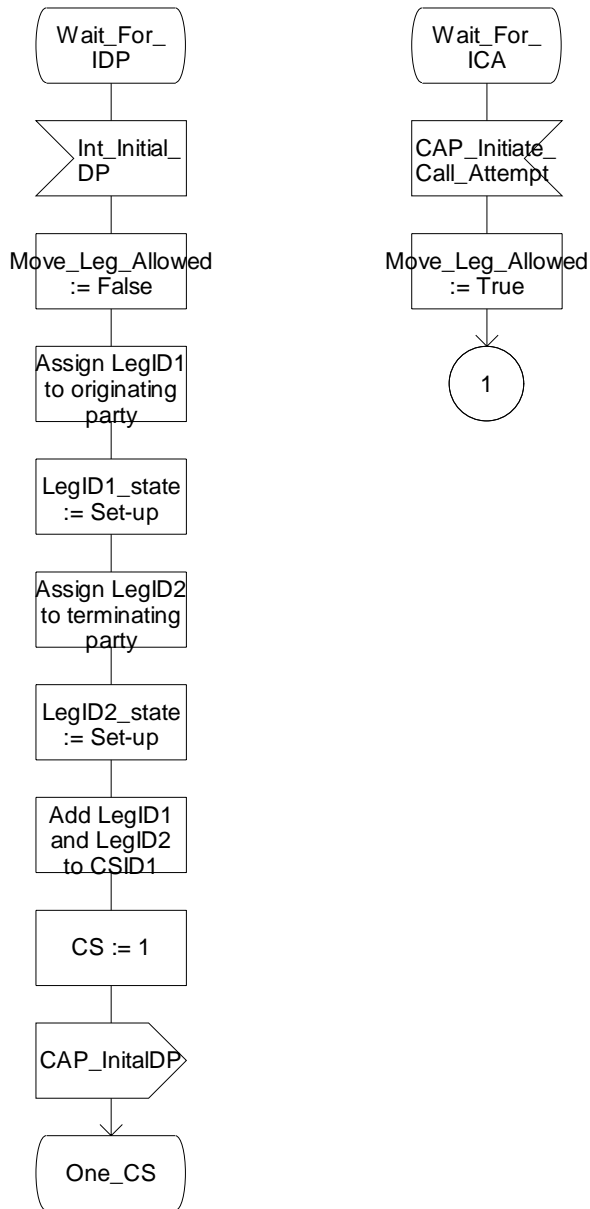 Wait_For_
IDP
Int_Initial_
DP
Move_Leg_Allowed
:= False
Assign LegID1
to originating
party
LegID1_state
:= Set-up
Assign LegID2
to terminating
party
LegID2_state
:= Set-up
Add LegID1
and LegID2
to CSID1
CS := 1
CAP_InitalDP
One_CS
Wait_For_
ICA
CAP_Initiate_
Call_Attempt
Move_Leg_Allowed
:= True
1